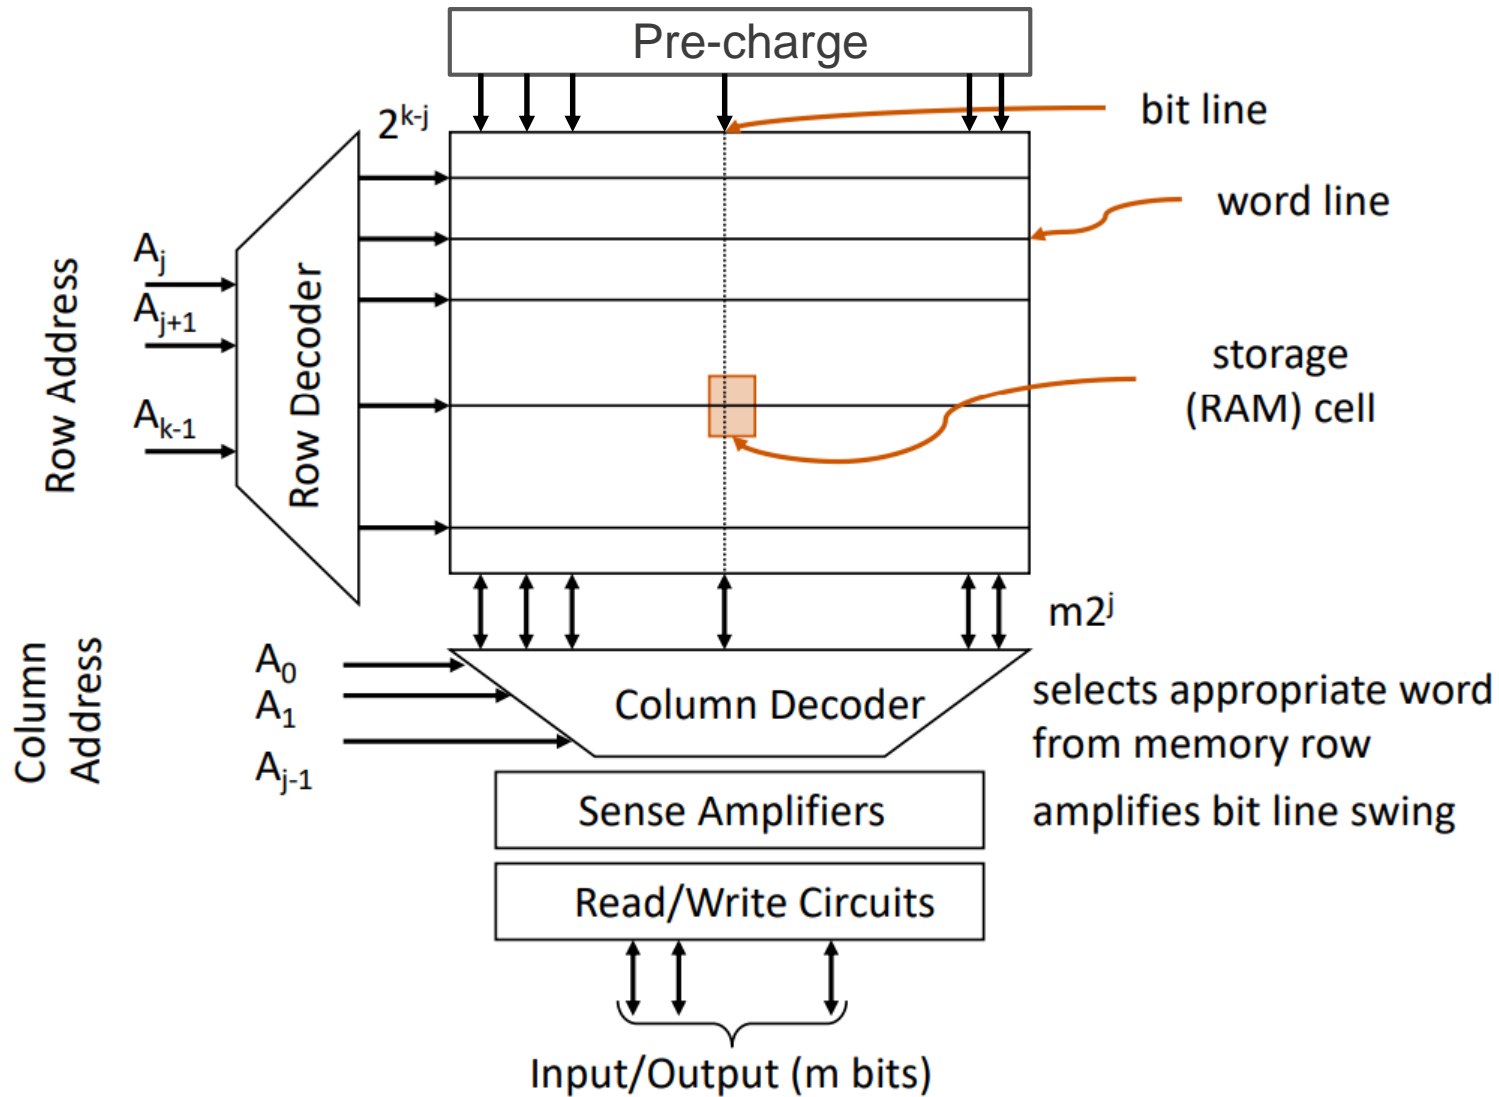 Pre-charge
2^k-j
bit line
word line
A_j
A_j+1
A_k-1
Row Address
Row Decoder
storage
(RAM) cell
m2^j
Column
Address
A_0
A_1
A_j-1
Column Decoder
selects appropriate word
from memory row
Sense Amplifiers
amplifies bit line swing
Read/Write Circuits
Input/Output (m bits)